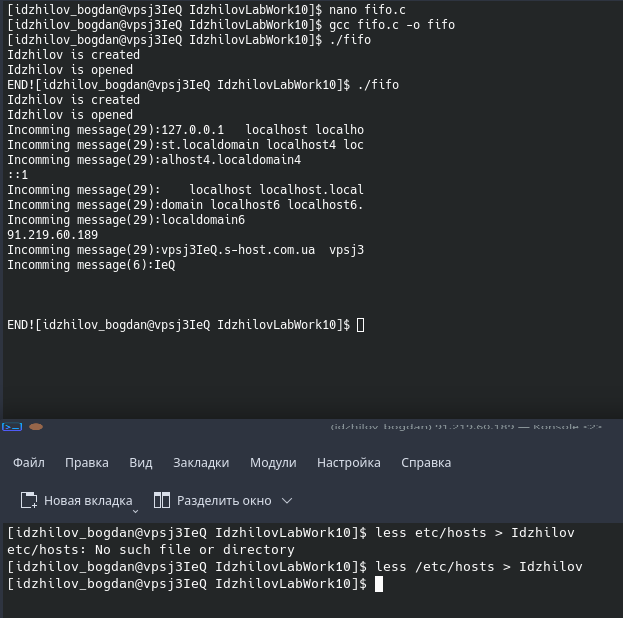 [idzhilov_bogdan@vpsj3IeQ IdzhilovLabWork10]$ nano fifo.c
[idzhilov_bogdan@vpsj3IeQ IdzhilovLabWork10]$ gcc fifo.c -o fifo
[idzhilov_bogdan@vpsj3IeQ IdzhilovLabWork10]$ ./fifo
Idzhilov is created
Idzhilov is opened
END![idzhilov_bogdan@vpsj3IeQ IdzhilovLabWork10]$ ./fifo
Idzhilov is created
Idzhilov is opened
Incomming message(29):127.0.0.1   localhost localho
Incomming message(29):st.localdomain localhost4 loc
Incomming message(29):alhost4.localdomain4
::1
Incomming message(29):    localhost localhost.local
Incomming message(29):domain localhost6 localhost6.
Incomming message(29):localdomain6
91.219.60.189
Incomming message(29):vpsj3IeQ.s-host.com.ua  vpsj3
Incomming message(6):IeQ
END![idzhilov_bogdan@vpsj3IeQ IdzhilovLabWork10]$
(idzhilov_bogdan) 91.219.60.189 — Konsole <2>
Файл Правка Вид Закладки Модули Настройка Справка
Новая вкладка Разделить окно
[idzhilov_bogdan@vpsj3IeQ IdzhilovLabWork10]$ less etc/hosts > Idzhilov
etc/hosts: No such file or directory
[idzhilov_bogdan@vpsj3IeQ IdzhilovLabWork10]$ less /etc/hosts > Idzhilov
[idzhilov_bogdan@vpsj3IeQ IdzhilovLabWork10]$